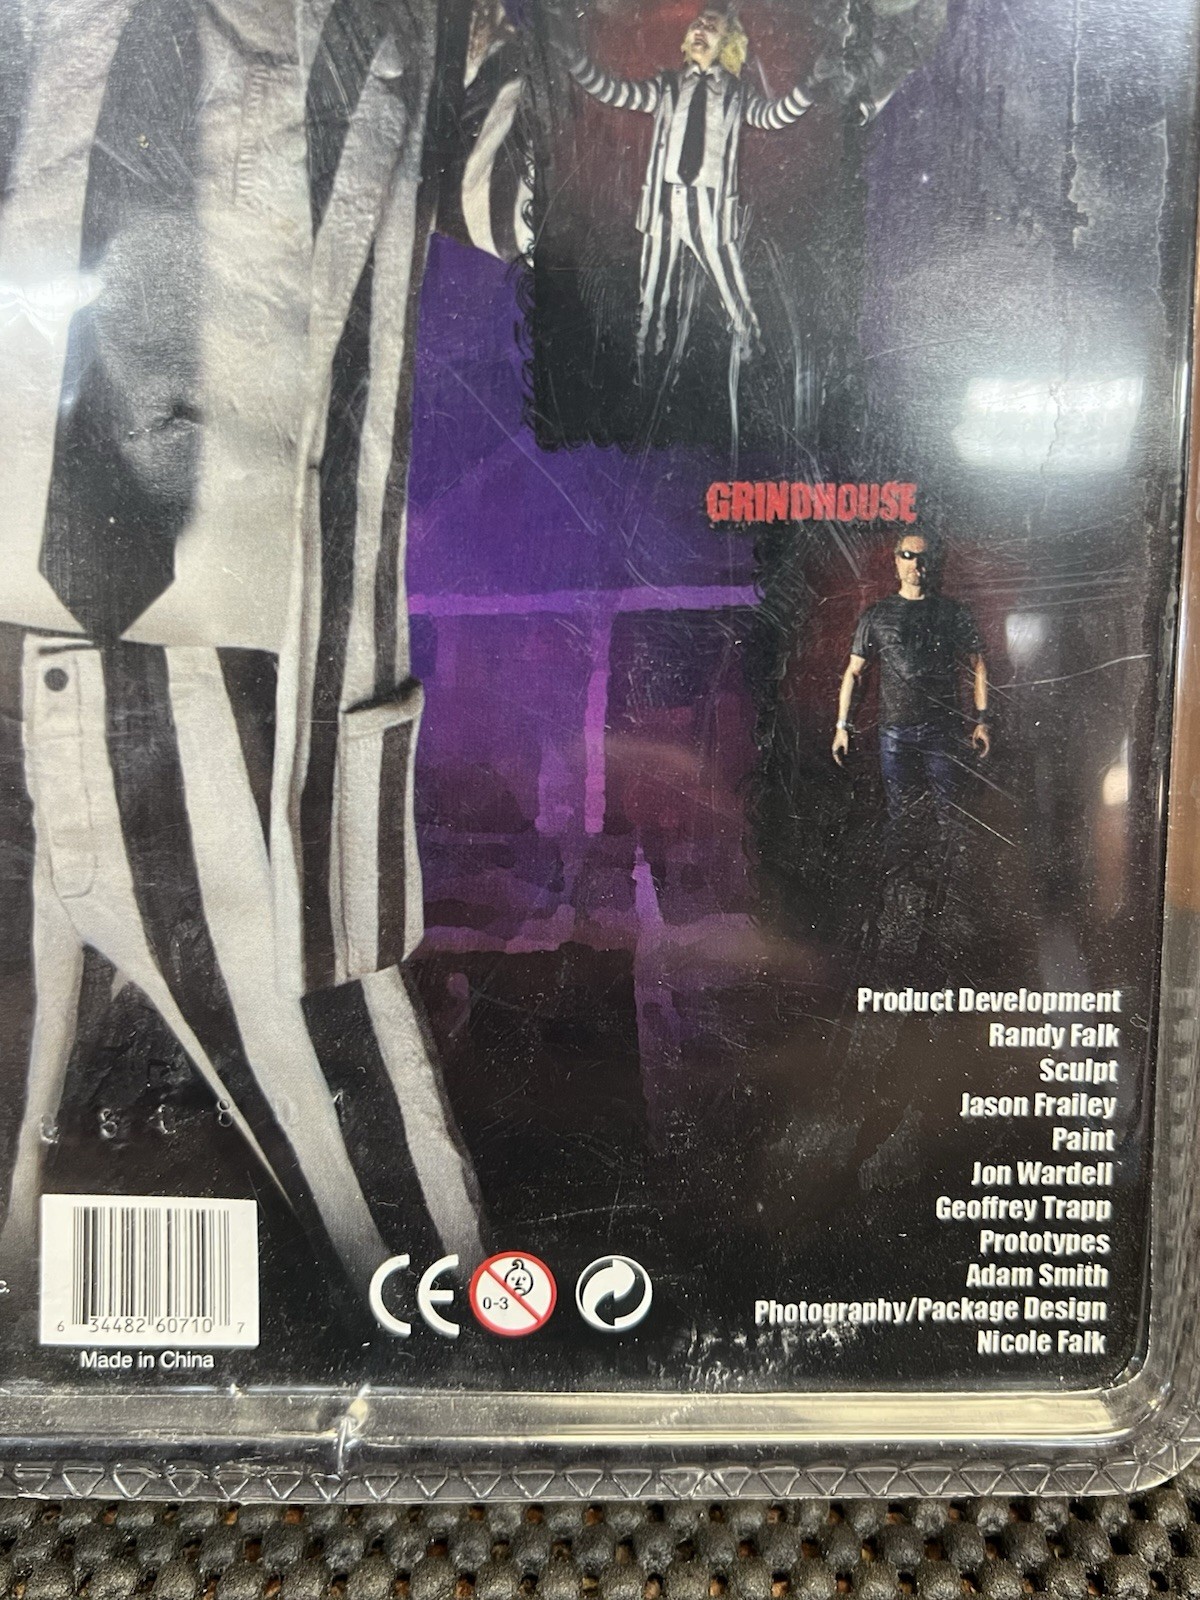 GRINDHOUSE
Product Development
Randy Falk
Sculpt
Jason Frailey
Paint
Jon Wardell
Geoffrey Trapp
Prototypes
Adam Smith
Photography/Package Design
Nicole Falk
c.
6 34482 60710 7
Made in China
CE
0-3